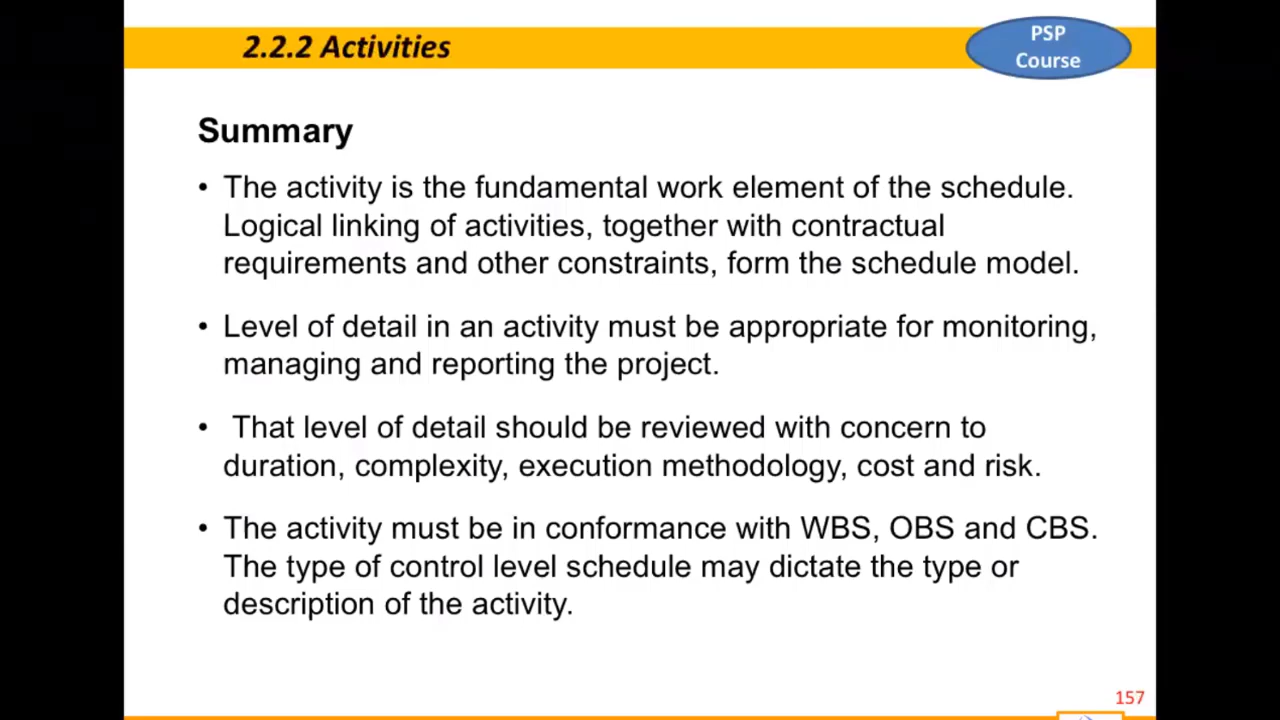 2.2.2 Activities
PSP
Course
Summary
• The activity is the fundamental work element of the schedule.
Logical linking of activities, together with contractual
requirements and other constraints, form the schedule model.
• Level of detail in an activity must be appropriate for monitoring,
managing and reporting the project.
• That level of detail should be reviewed with concern to
duration, complexity, execution methodology, cost and risk.
• The activity must be in conformance with WBS, OBS and CBS.
The type of control level schedule may dictate the type or
description of the activity.
157